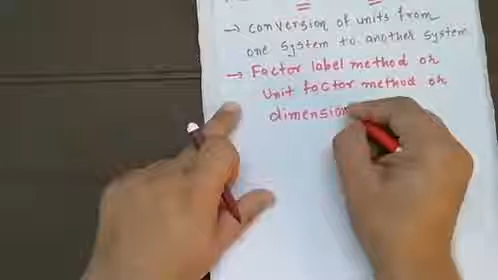 → conversion of units from
one system to another system
→ Factor label method or
unit factor method or
dimension